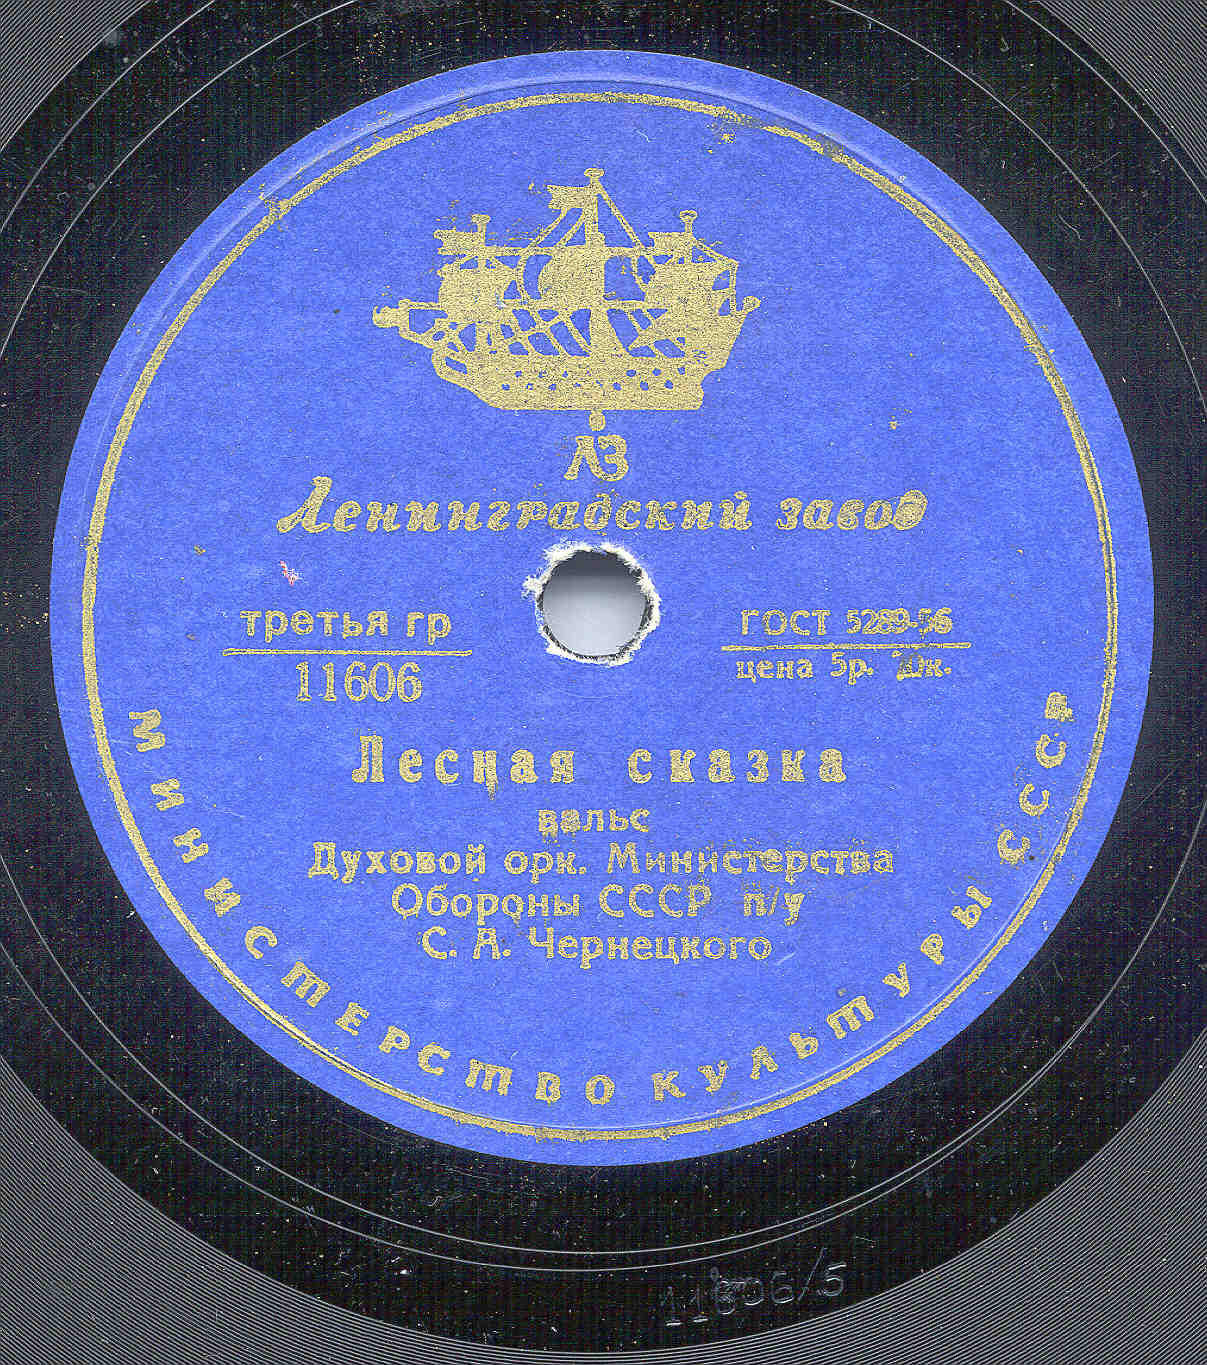 ЛЗ
Ленинградский завод
третья гр
11606
ГОСТ 5289-56
цена 5р. к.
Лесная сказка
вальс
Духовой орк. Министерства
Обороны СССР п/у
С. А. Чернецкого
МИНИСТЕРСТВО КУЛЬТУРЫ СССР
11606/5